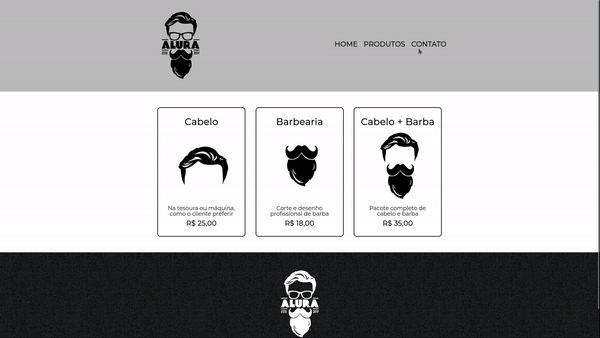 ALURA
HOME PRODUTOS CONTATO
Cabelo
Na tesoura ou máquina,
como o cliente preferir
R$ 25,00
Barbearia
Corte e desenho
profissional de barba
R$ 18,00
Cabelo + Barba
Pacote completo de
cabelo e barba
R$ 35,00
ALURA